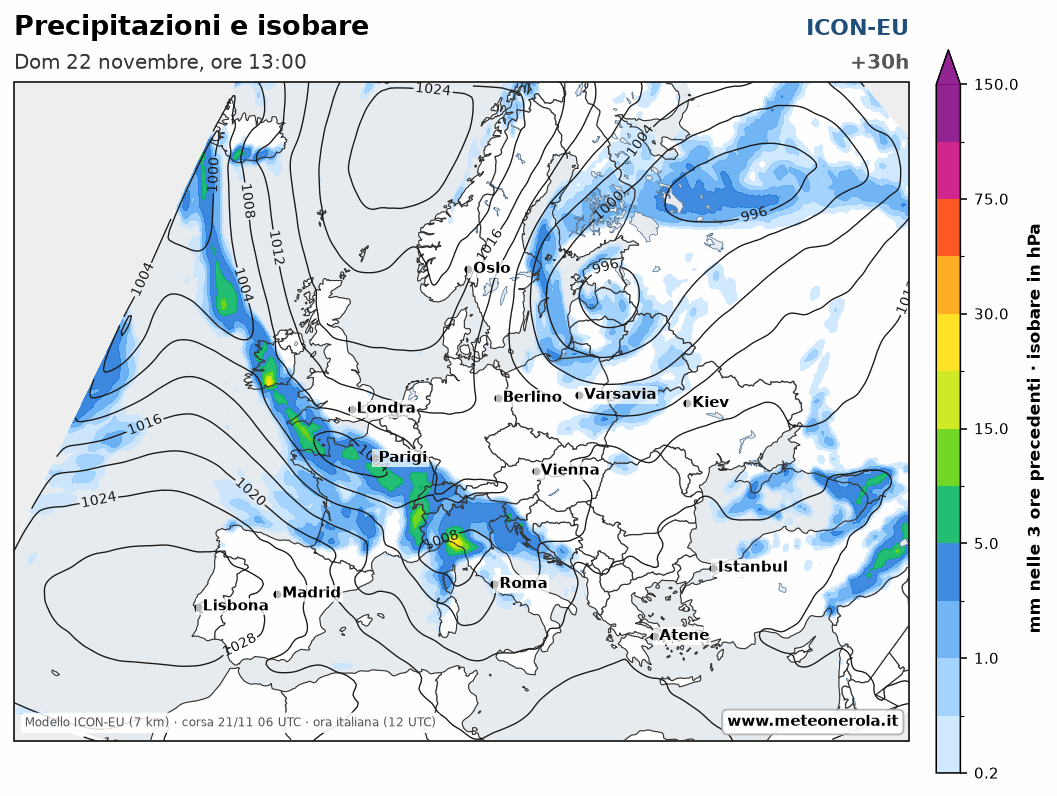 Precipitazioni e isobare
ICON-EU
Dom 22 novembre, ore 13:00
+30h
1024
150.0
1004
1000
1008
1000
996
1012
1016
75.0
Oslo
996
1004
1004
30.0
Berlino
Varsavia
Kiev
Londra
1016
15.0
Parigi
Vienna
1020
1024
1008
5.0
Istanbul
Roma
Madrid
Lisbona
Atene
1028
1.0
Modello ICON-EU (7 km) · corsa 21/11 06 UTC · ora italiana (12 UTC)
www.meteonerola.it
0.2
mm nelle 3 ore precedenti · isobare in hPa